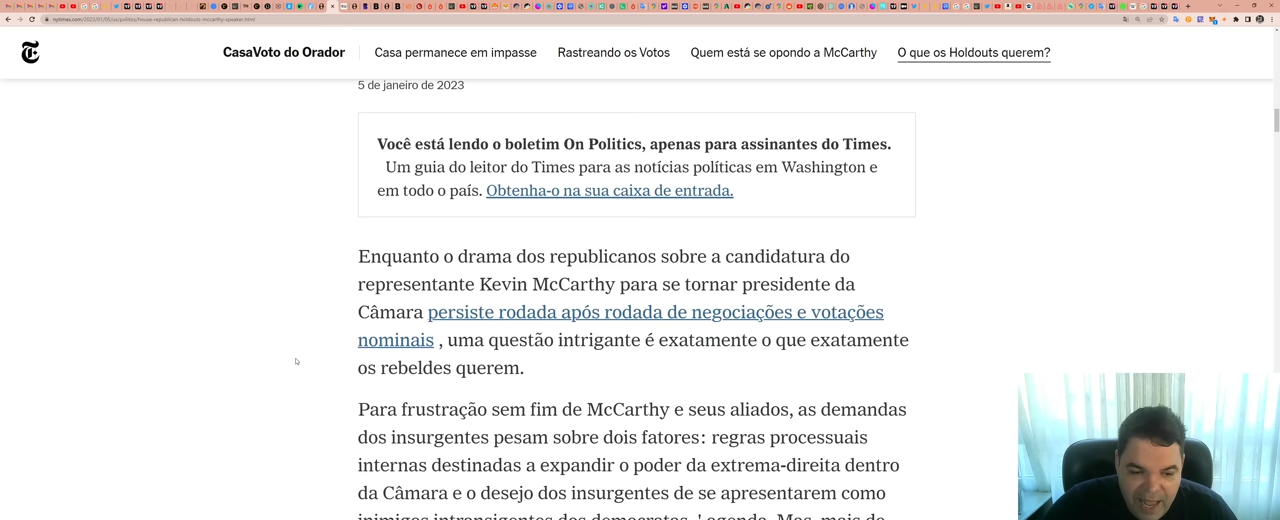 nytimes.com/2023/01/05/us/politics/house-republican-holdouts-mccarthy-speaker.html
CasaVoto do Orador
Casa permanece em impasse
Rastreando os Votos
Quem está se opondo a McCarthy
O que os Holdouts querem?
5 de janeiro de 2023
Você está lendo o boletim On Politics, apenas para assinantes do Times.
Um guia do leitor do Times para as notícias políticas em Washington e
em todo o país. Obtenha-o na sua caixa de entrada.
Enquanto o drama dos republicanos sobre a candidatura do
representante Kevin McCarthy para se tornar presidente da
Câmara persiste rodada após rodada de negociações e votações
nominais , uma questão intrigante é exatamente o que exatamente
os rebeldes querem.
Para frustração sem fim de McCarthy e seus aliados, as demandas
dos insurgentes pesam sobre dois fatores: regras processuais
internas destinadas a expandir o poder da extrema-direita dentro
da Câmara e o desejo dos insurgentes de se apresentarem como
inimigos intransigentes dos democratas. ' agenda. Mas, mais do